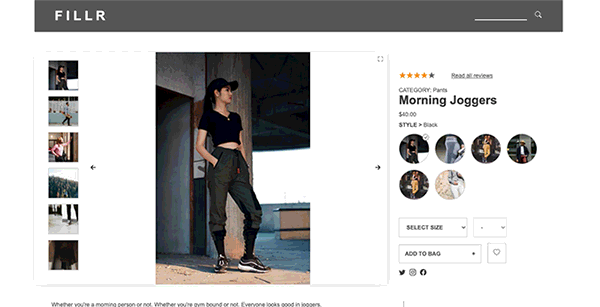 FILLR
Read all reviews
CATEGORY: Pants
Morning Joggers
$40.00
STYLE > Black
SELECT SIZE
-
ADD TO BAG +
Whether you're a morning person or not. Whether you're gym bound or not. Everyone looks good in joggers.